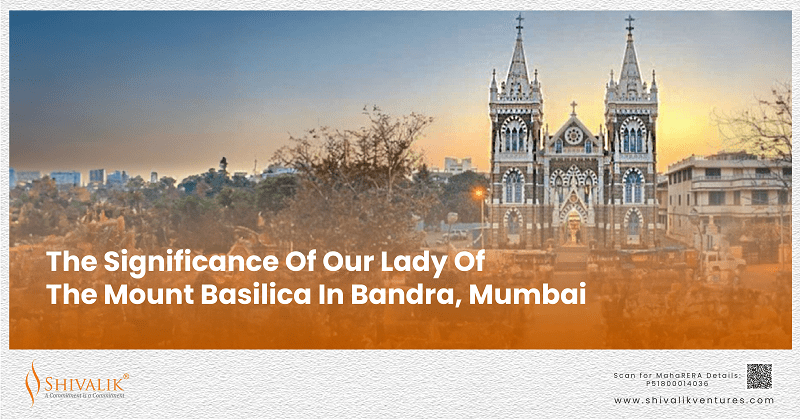 The Significance Of Our Lady Of
The Mount Basilica In Bandra, Mumbai
SHIVALIK®
A Commitment is a Commitment
Scan for MahaRERA Details:
P51800014036
www.shivalikventures.com